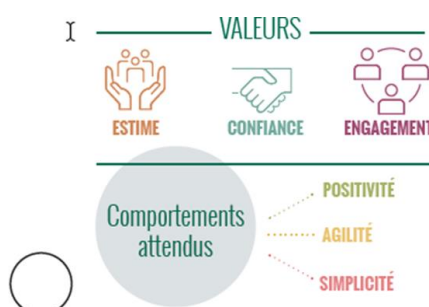 VALEURS
ESTIME
CONFIANCE
ENGAGEMENT
Comportements
attendus
POSITIVITÉ
AGILITÉ
SIMPLICITÉ